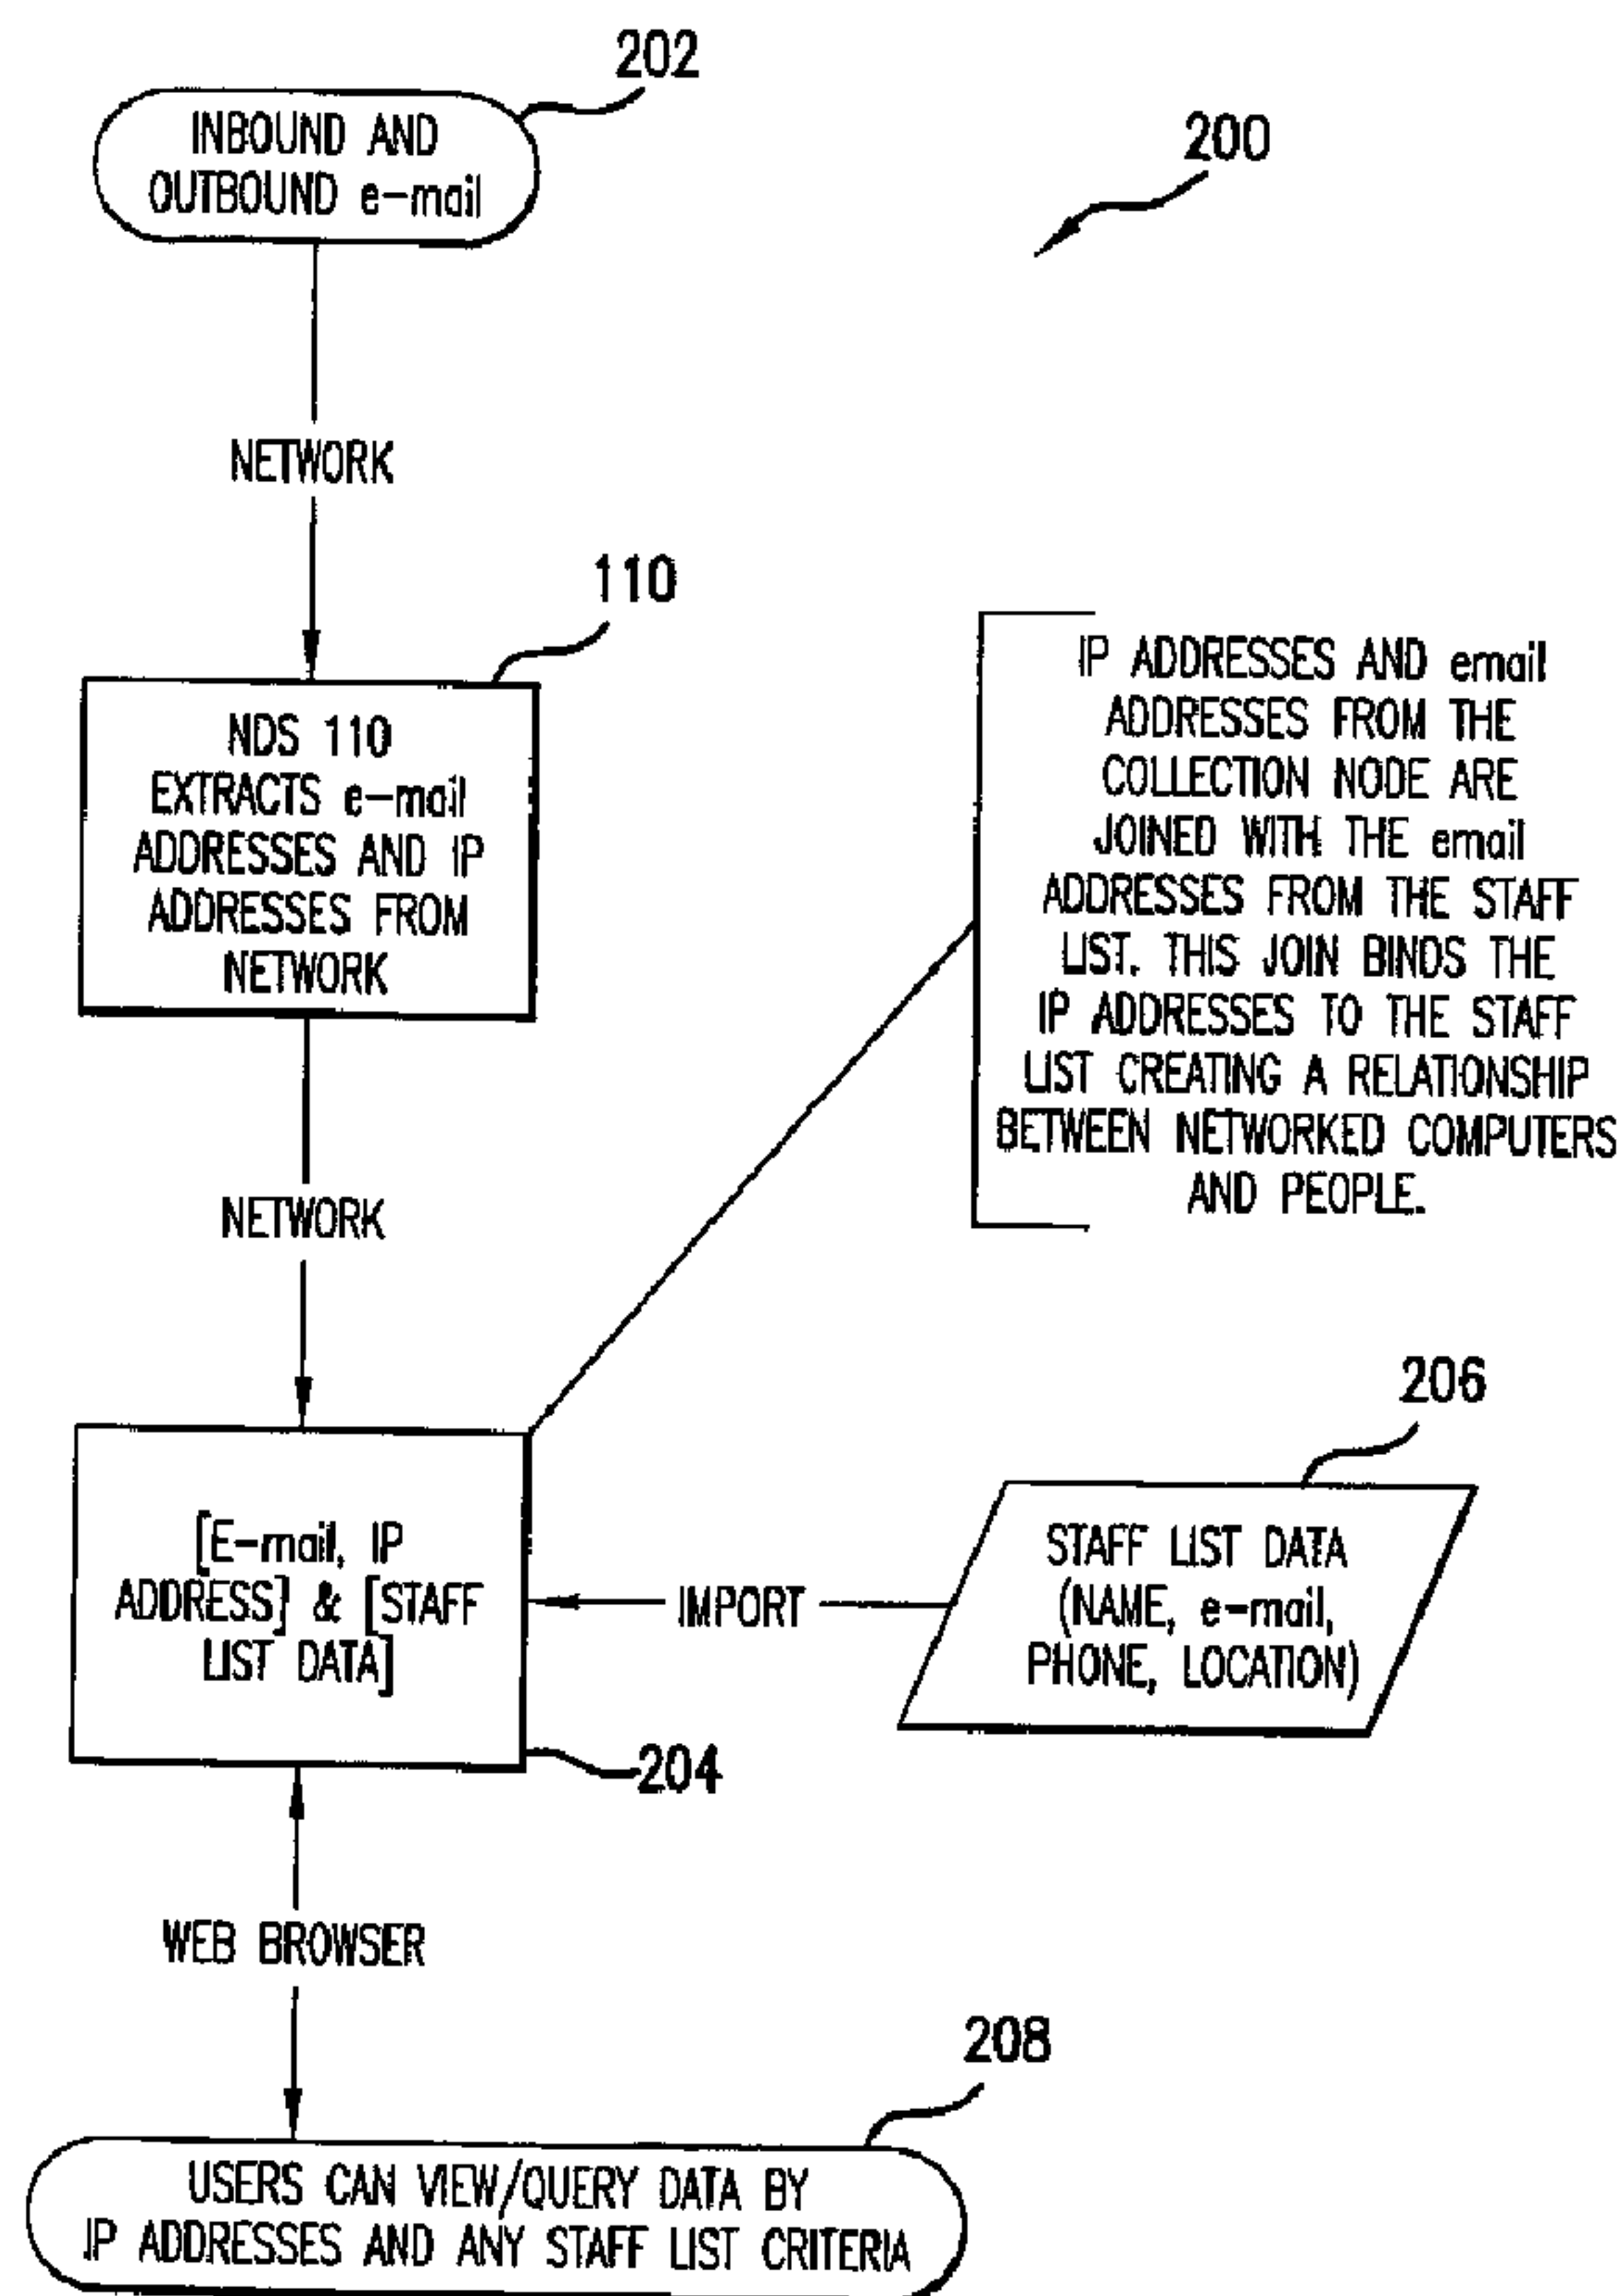 202
INBOUND AND
OUTBOUND e-mail
200
NETWORK
110
NDS 110
EXTRACTS e-mail
ADDRESSES AND IP
ADDRESSES FROM
NETWORK
IP ADDRESSES AND email
ADDRESSES FROM THE
COLLECTION NODE ARE
JOINED WITH THE email
ADDRESSES FROM THE STAFF
LIST. THIS JOIN BINDS THE
IP ADDRESSES TO THE STAFF
LIST CREATING A RELATIONSHIP
BETWEEN NETWORKED COMPUTERS
AND PEOPLE.
NETWORK
206
[E-mail, IP
ADDRESS] & [STAFF
LIST DATA]
IMPORT
STAFF LIST DATA
(NAME, e-mail,
PHONE, LOCATION)
204
WEB BROWSER
208
USERS CAN VIEW/QUERY DATA BY
IP ADDRESSES AND ANY STAFF LIST CRITERIA